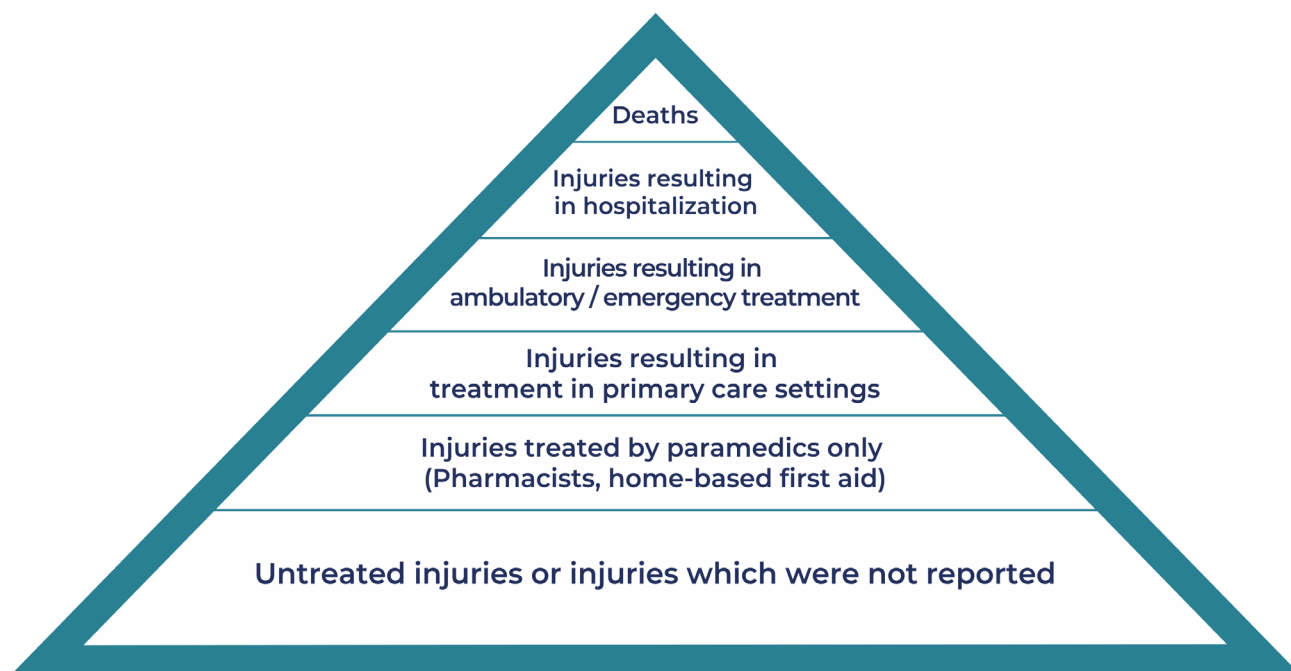 Deaths
Injuries resulting
in hospitalization
Injuries resulting in
ambulatory / emergency treatment
Injuries resulting in
treatment in primary care settings
Injuries treated by paramedics only
(Pharmacists, home-based first aid)
Untreated injuries or injuries which were not reported